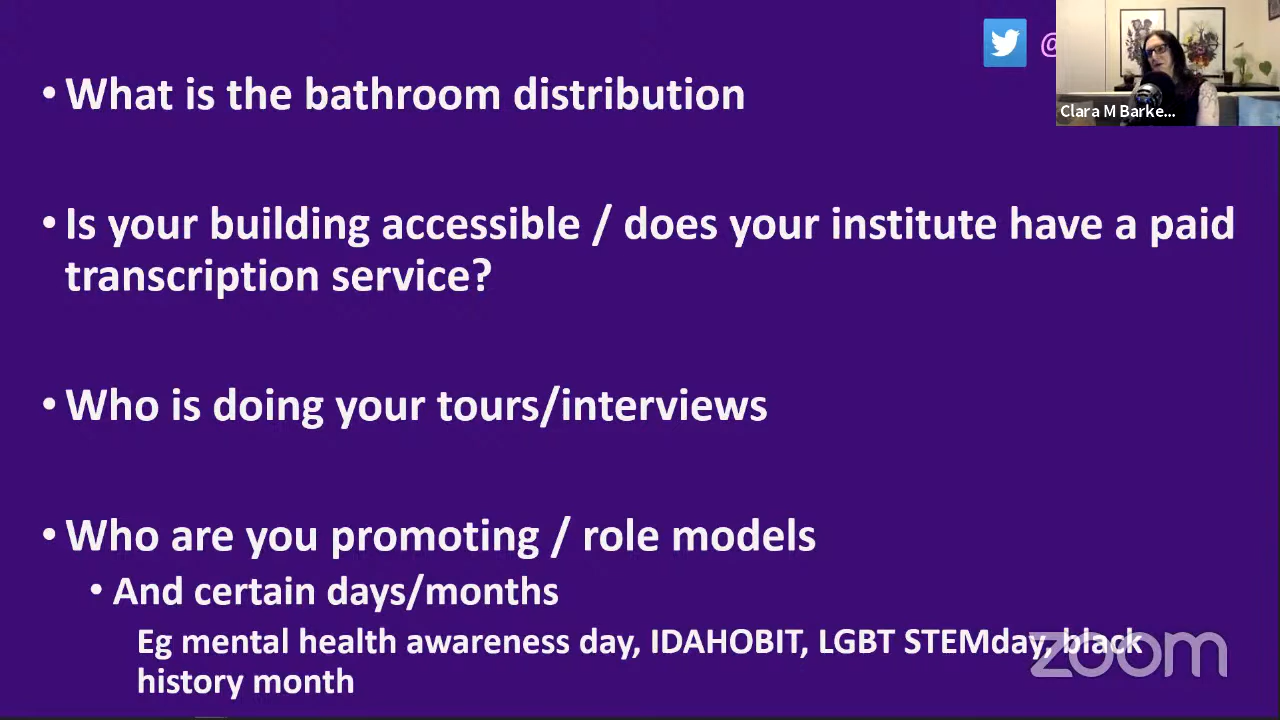 @
Clara M Barke...
• What is the bathroom distribution
• Is your building accessible / does your institute have a paid
transcription service?
• Who is doing your tours/interviews
• Who are you promoting / role models
• And certain days/months
Eg mental health awareness day, IDAHOBIT, LGBT STEMday, black
history month
zoom